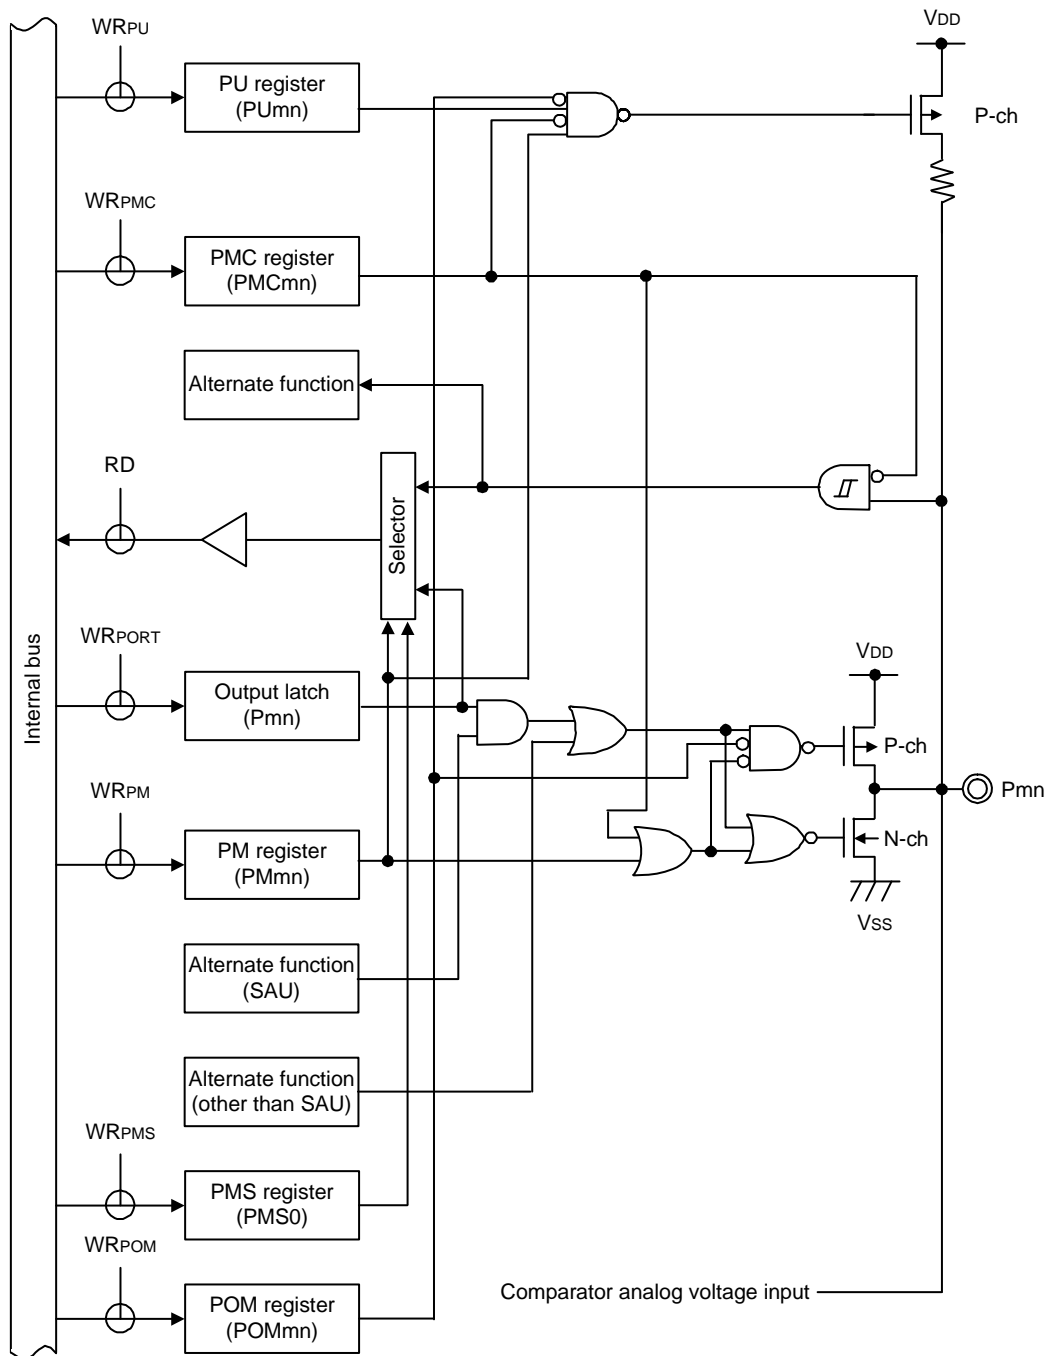 WRPU
VDD
PU register
(PUmn)
P-ch
WRPMC
PMC register
(PMCmn)
Alternate function
RD
Selector
Internal bus
WRPORT
VDD
Output latch
(Pmn)
P-ch
WRPM
Pmn
PM register
(PMmn)
N-ch
VSS
Alternate function
(SAU)
Alternate function
(other than SAU)
WRPMS
PMS register
(PMS0)
WRPOM
POM register
(POMmn)
Comparator analog voltage input